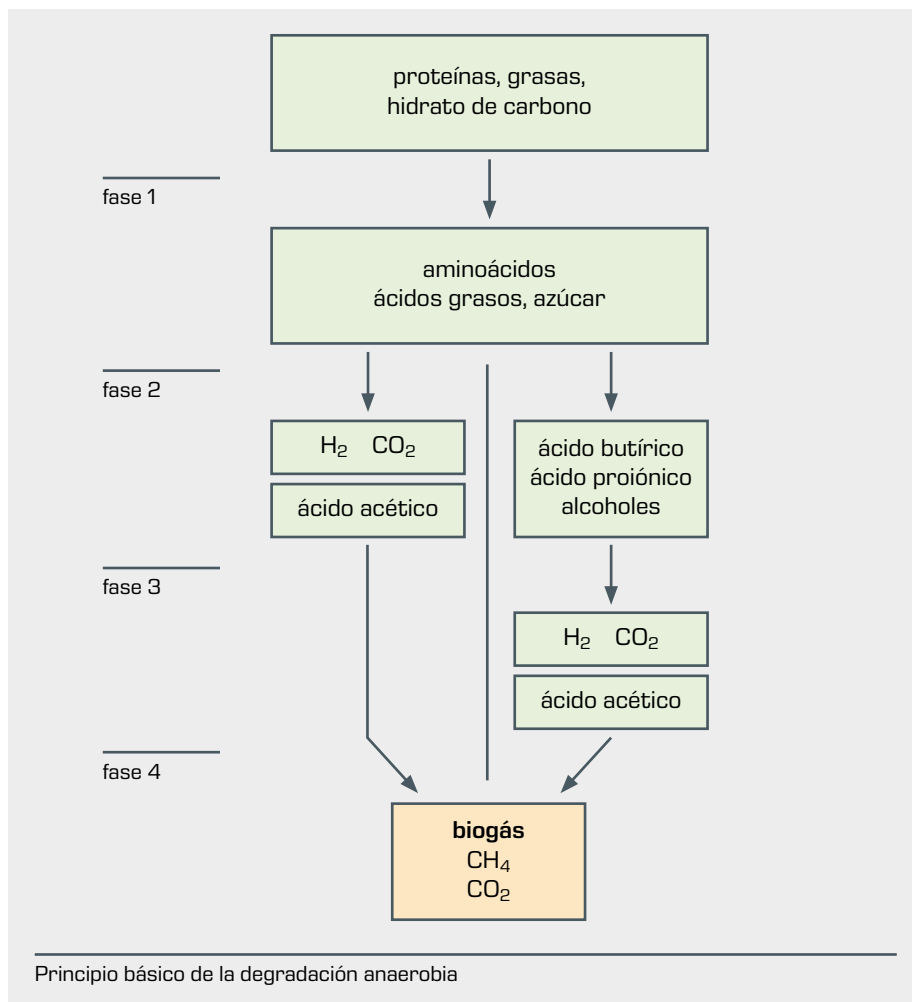 proteínas, grasas,
hidrato de carbono
fase 1
aminoácidos
ácidos grasos, azúcar
fase 2
H₂ CO₂
ácido acético
ácido butírico
ácido proiónico
alcoholes
fase 3
H₂ CO₂
ácido acético
fase 4
biogás
CH₄
CO₂
Principio básico de la degradación anaerobia